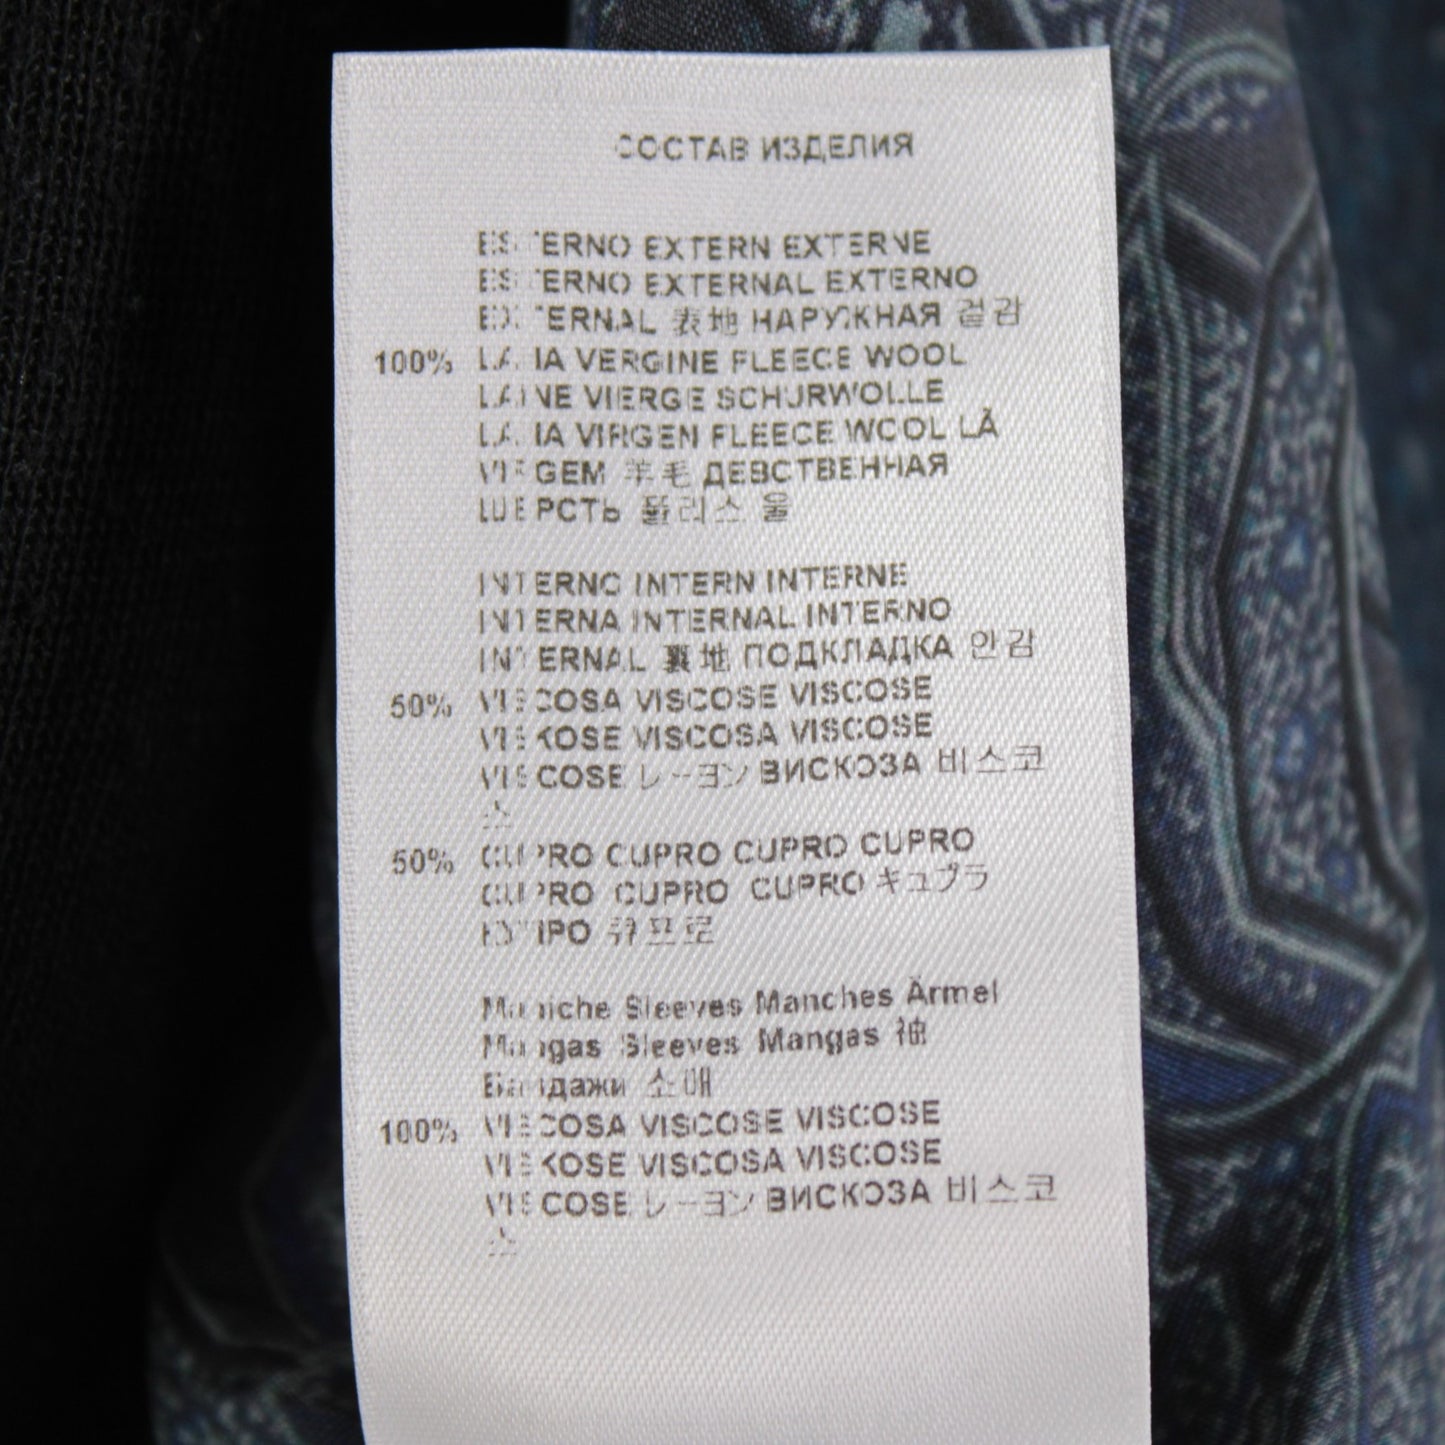 СОСТАВ ИЗДЕЛИЯ
ESTERNO EXTERN EXTERNE
ESTERNO EXTERNAL EXTERNO
EXTERNAL 表地 НАРУЖНАЯ 겉감
100% LANA VERGINE FLEECE WOOL
LAINE VIERGE SCHURWOLLE
LANA VIRGEN FLEECE WOOL LÃ
VIRGEM 羊毛 ДЕВСТВЕННАЯ
ШЕРСТЬ 플리스 울
INTERNO INTERN INTERNE
INTERNA INTERNAL INTERNO
INTERNAL 裏地 ПОДКЛАДКА 안감
50% VISCOSA VISCOSE VISCOSE
VISKOSE VISCOSA VISCOSE
VISCOSE レーヨン ВИСКОЗА 비스코
스
50% CUPRO CUPRO CUPRO CUPRO
CUPRO CUPRO CUPRO キュプラ
КУПРО 큐프로
Maniche Sleeves Manches Ärmel
Mangas Sleeves Mangas 袖
Бандажи 소매
100% VISCOSA VISCOSE VISCOSE
VISKOSE VISCOSA VISCOSE
VISCOSE レーヨン ВИСКОЗА 비스코
스